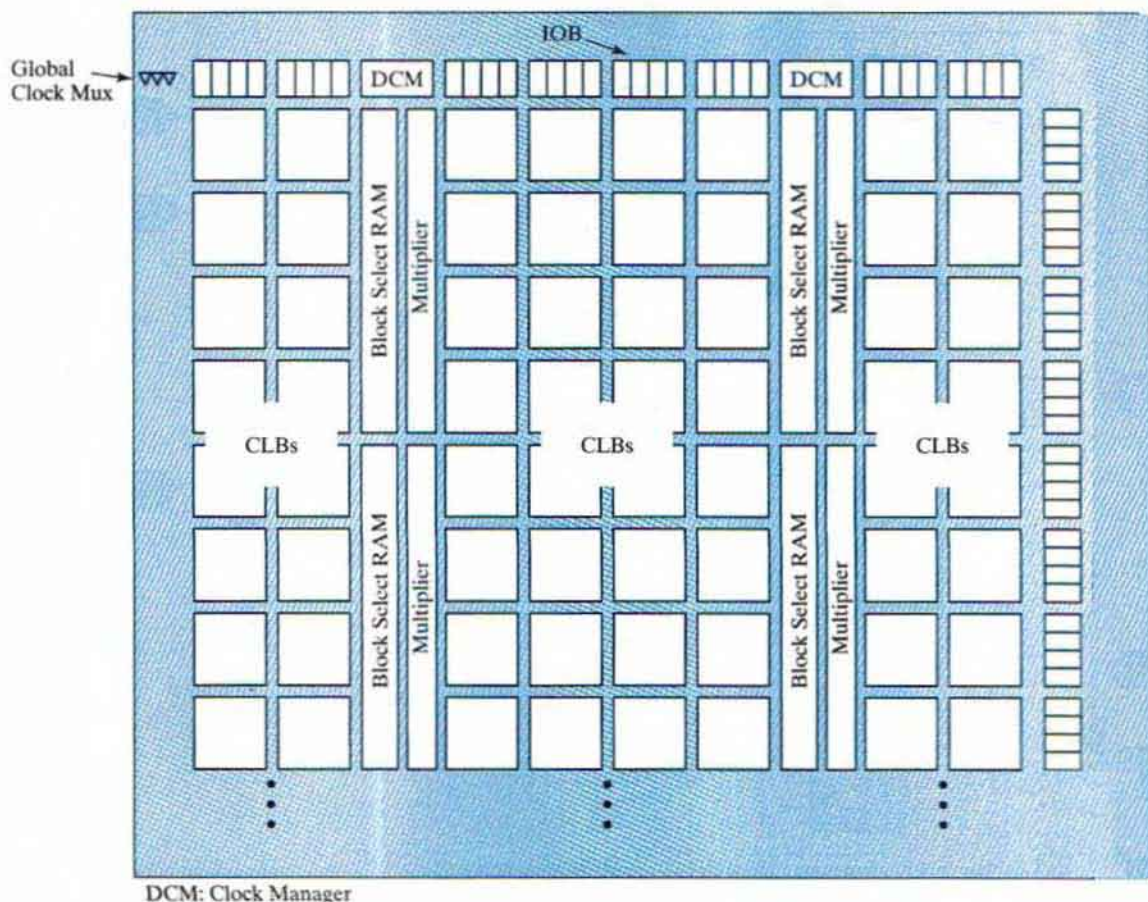 IOB
Global
Clock Mux
DCM
DCM
Block Select RAM
Multiplier
Block Select RAM
Multiplier
CLBs
CLBs
CLBs
Block Select RAM
Multiplier
Block Select RAM
Multiplier
DCM: Clock Manager